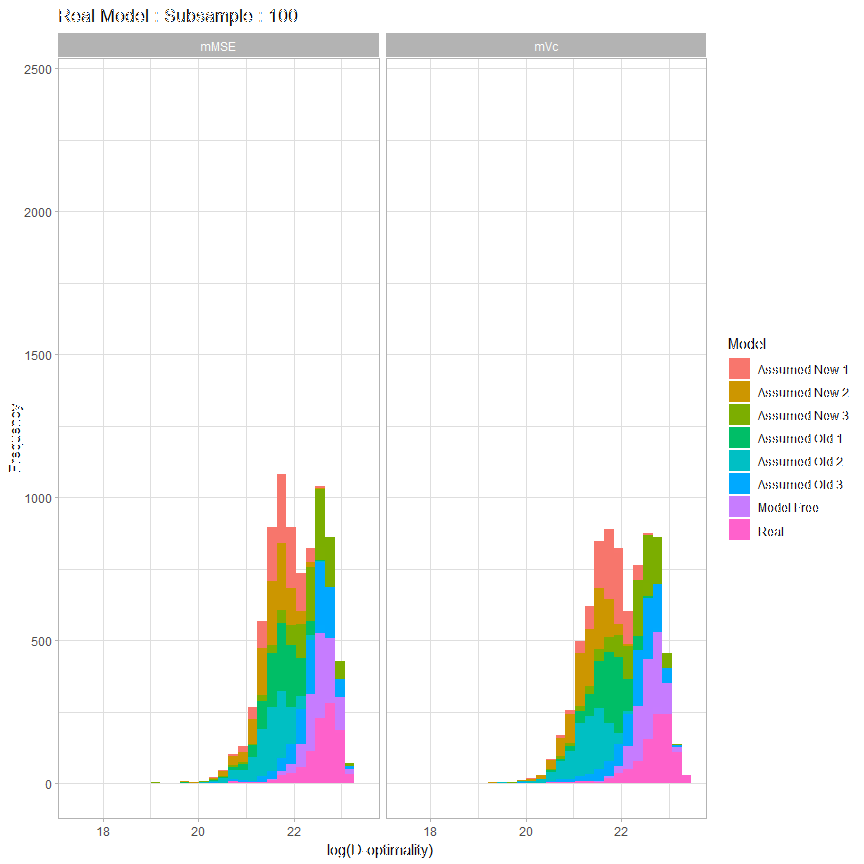 Real Model : Subsample : 100
mMSE
mVc
2500
2000
1500
1000
500
0
Frequency
18
20
22
18
20
22
log(D-optimality)
Model
Assumed New 1
Assumed New 2
Assumed New 3
Assumed Old 1
Assumed Old 2
Assumed Old 3
Model Free
Real